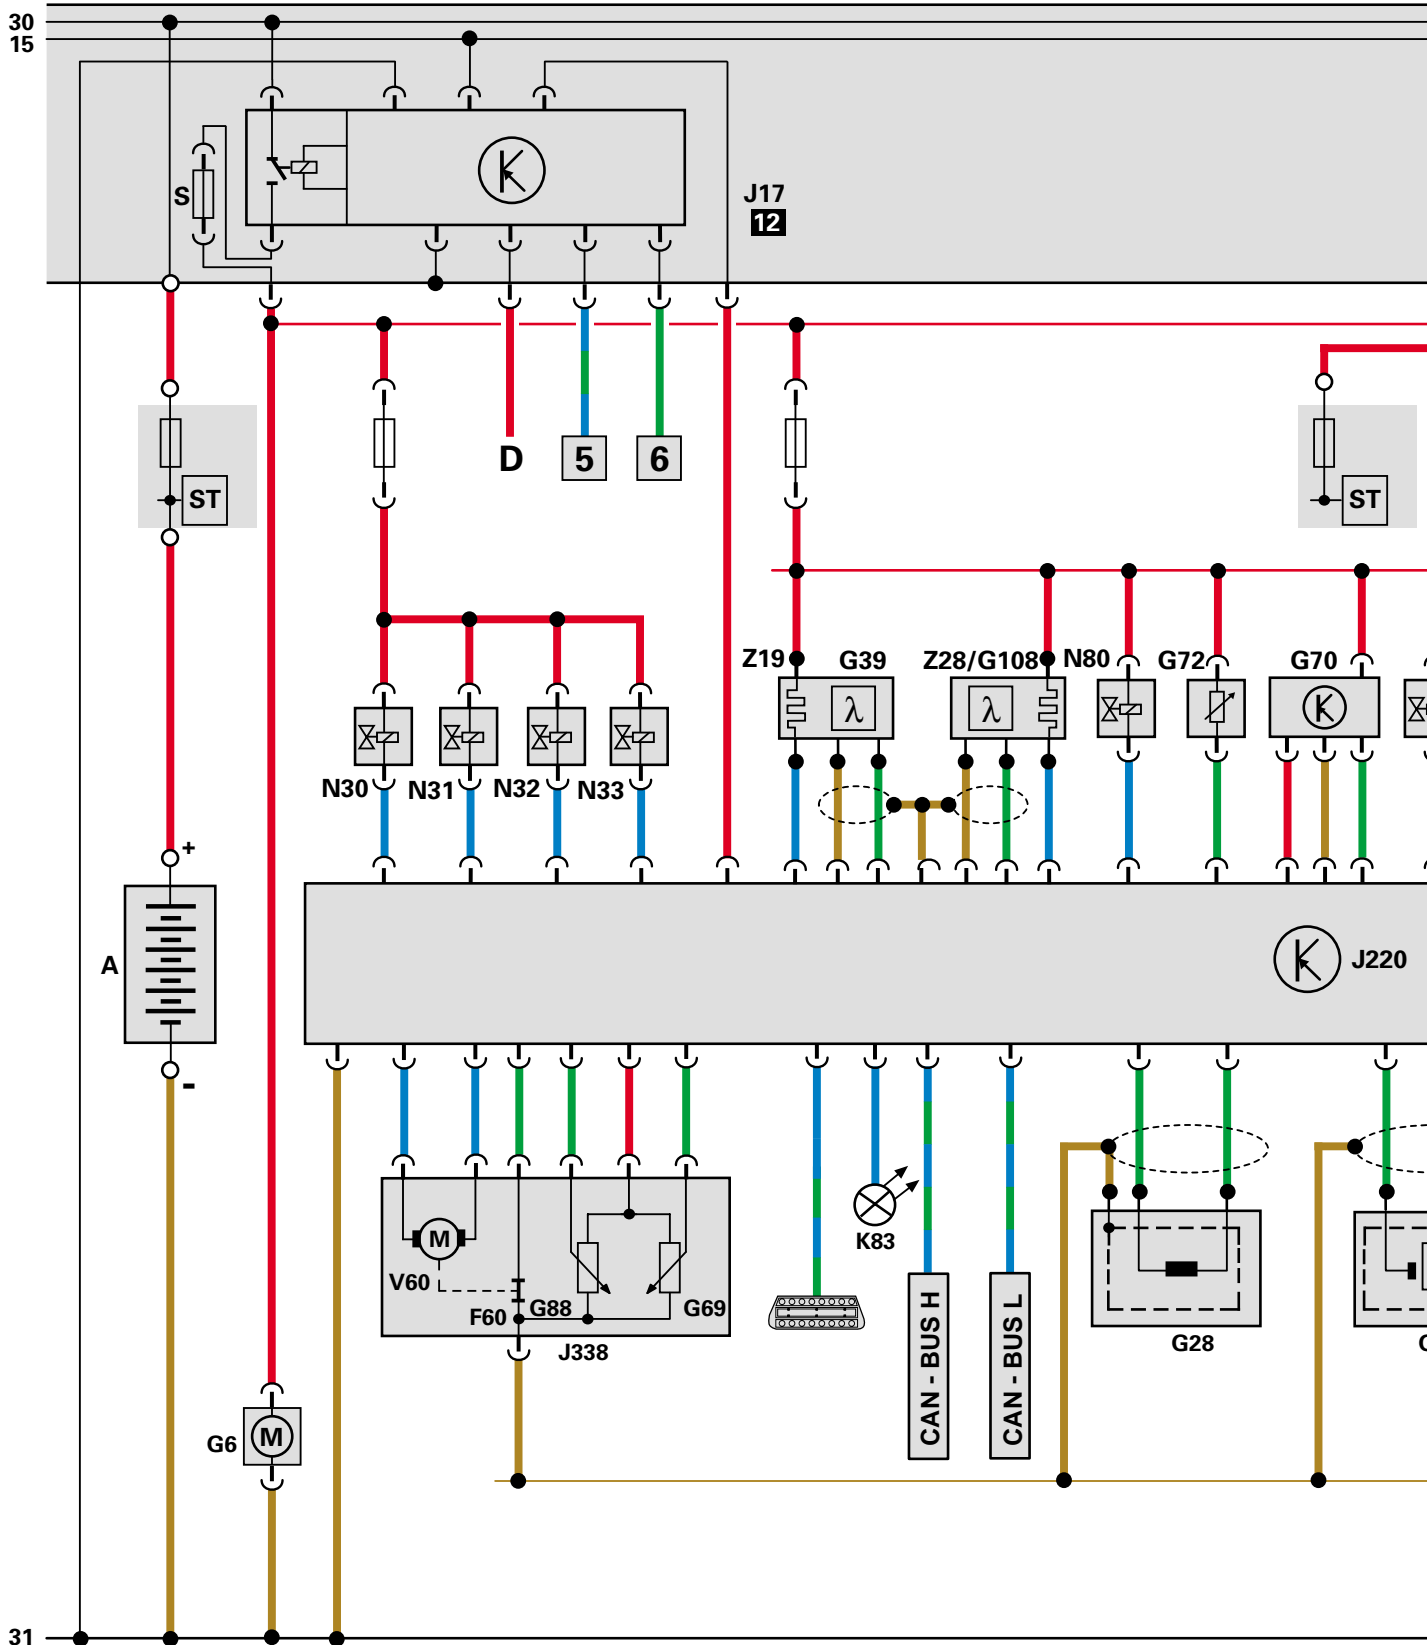 30
15
S
J17
12
D
5
6
ST
ST
Z19
G39
Z28/G108
N80
G72
G70
λ
λ
N30
N31
N32
N33
+
A
J220
-
M
V60
F60
G88
G69
J338
K83
CAN - BUS H
CAN - BUS L
G28
G6
M
31